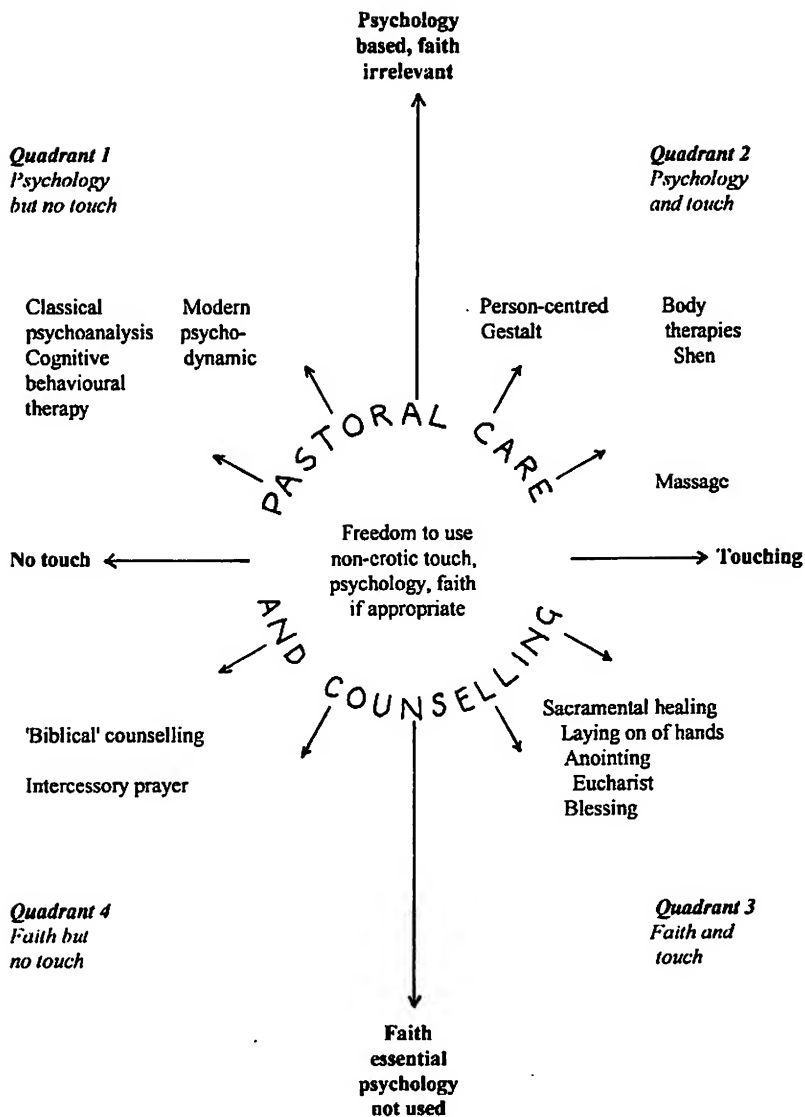 Psychology
based, faith
irrelevant
Quadrant 1
Psychology
but no touch
Quadrant 2
Psychology
and touch
Classical
psychoanalysis
Cognitive
behavioural
therapy
Modern
psycho-
dynamic
Person-centred
Gestalt
Body
therapies
Shen
Massage
PASTORAL CARE
No touch
Freedom to use
non-erotic touch,
psychology, faith
if appropriate
Touching
AND COUNSELLING
'Biblical' counselling
Intercessory prayer
Sacramental healing
Laying on of hands
Anointing
Eucharist
Blessing
Quadrant 4
Faith but
no touch
Quadrant 3
Faith and
touch
Faith
essential
psychology
not used